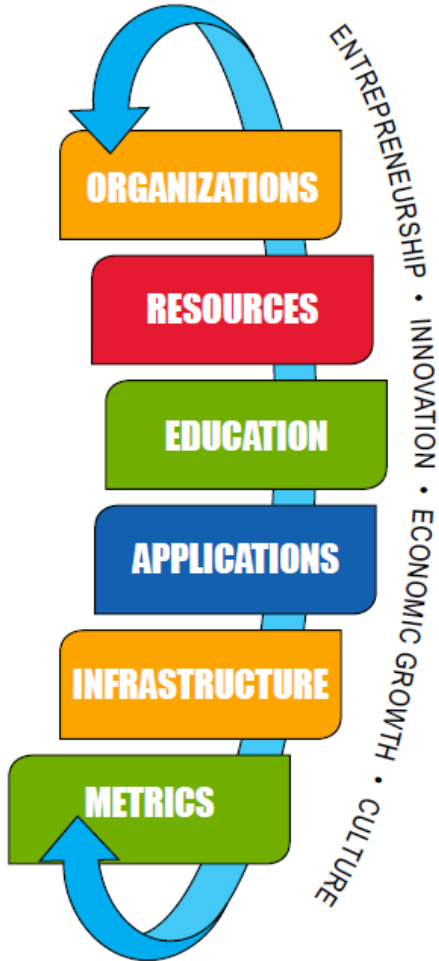 ORGANIZATIONS
RESOURCES
EDUCATION
APPLICATIONS
INFRASTRUCTURE
METRICS
ENTREPRENEURSHIP • INNOVATION • ECONOMIC GROWTH • CULTURE